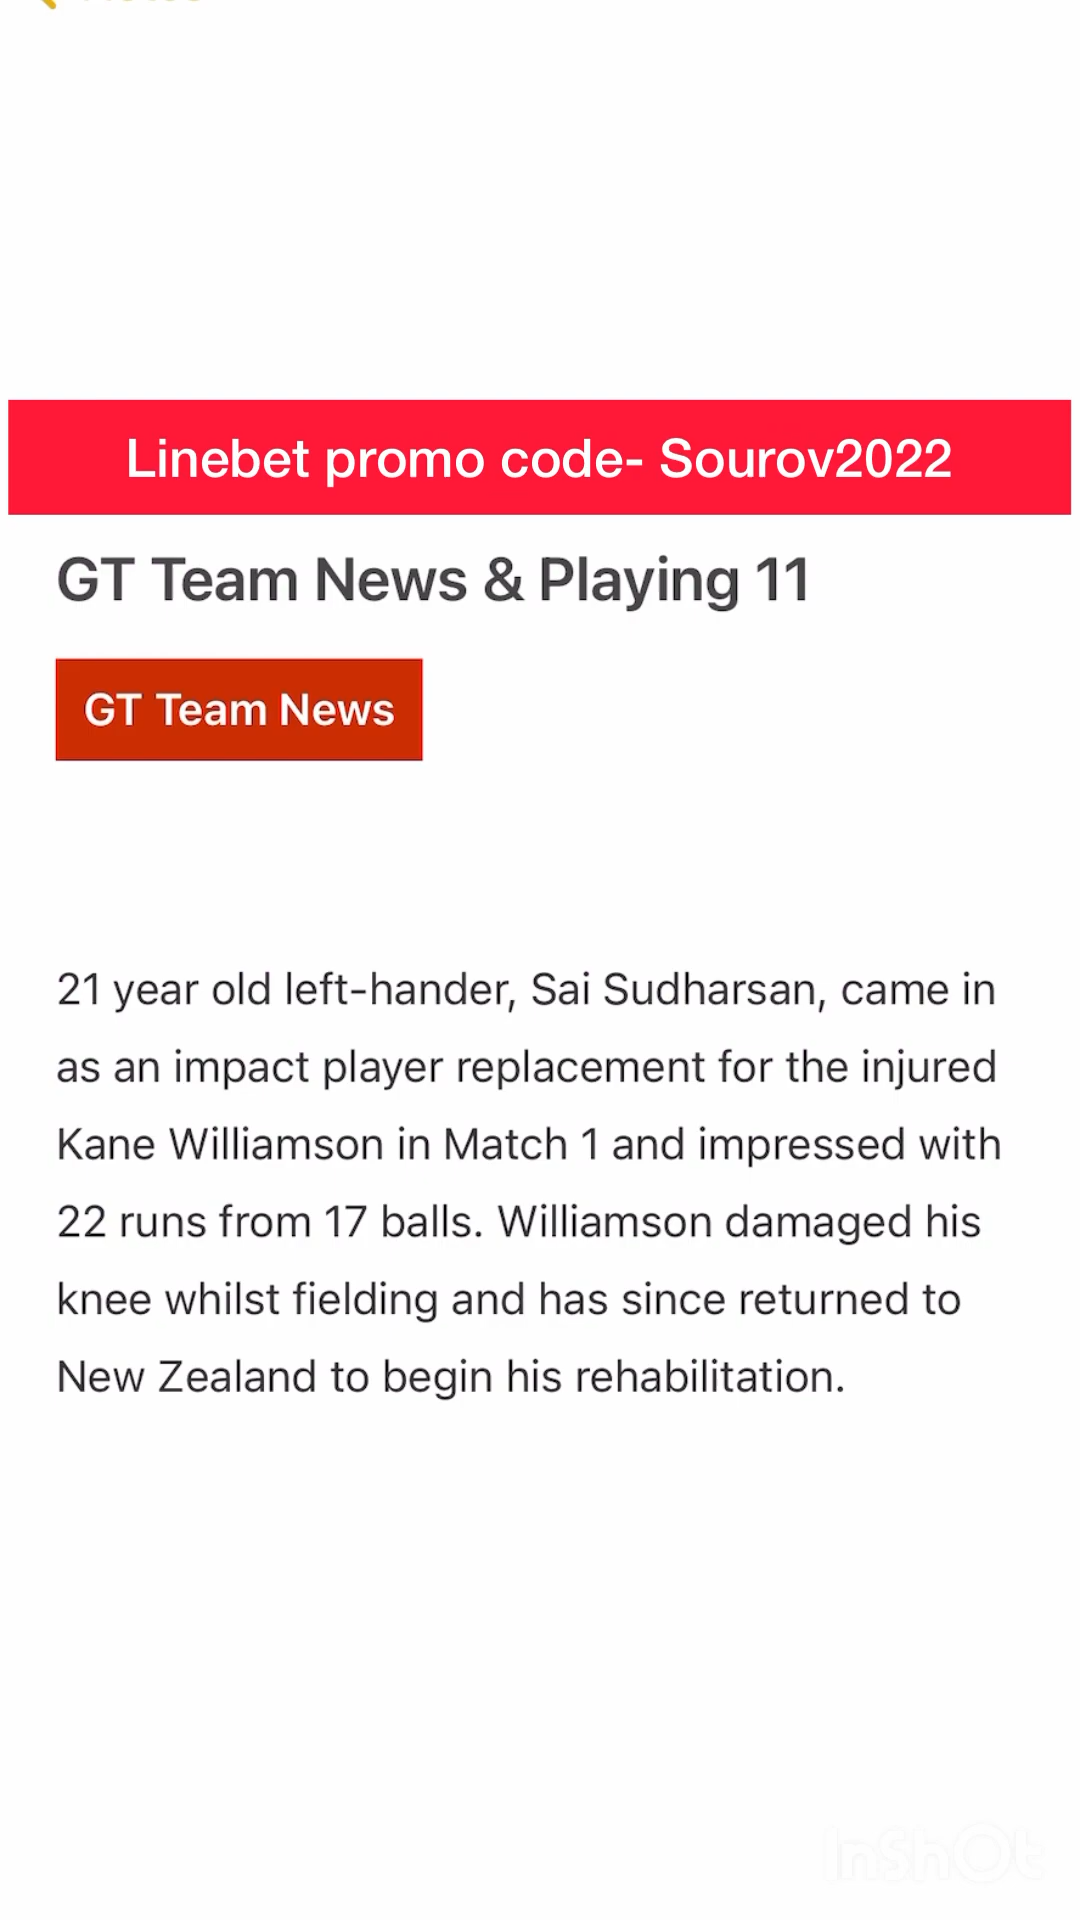 Linebet promo code- Sourov2022
GT Team News & Playing 11
GT Team News
21 year old left-hander, Sai Sudharsan, came in
as an impact player replacement for the injured
Kane Williamson in Match 1 and impressed with
22 runs from 17 balls. Williamson damaged his
knee whilst fielding and has since returned to
New Zealand to begin his rehabilitation.
InShOt